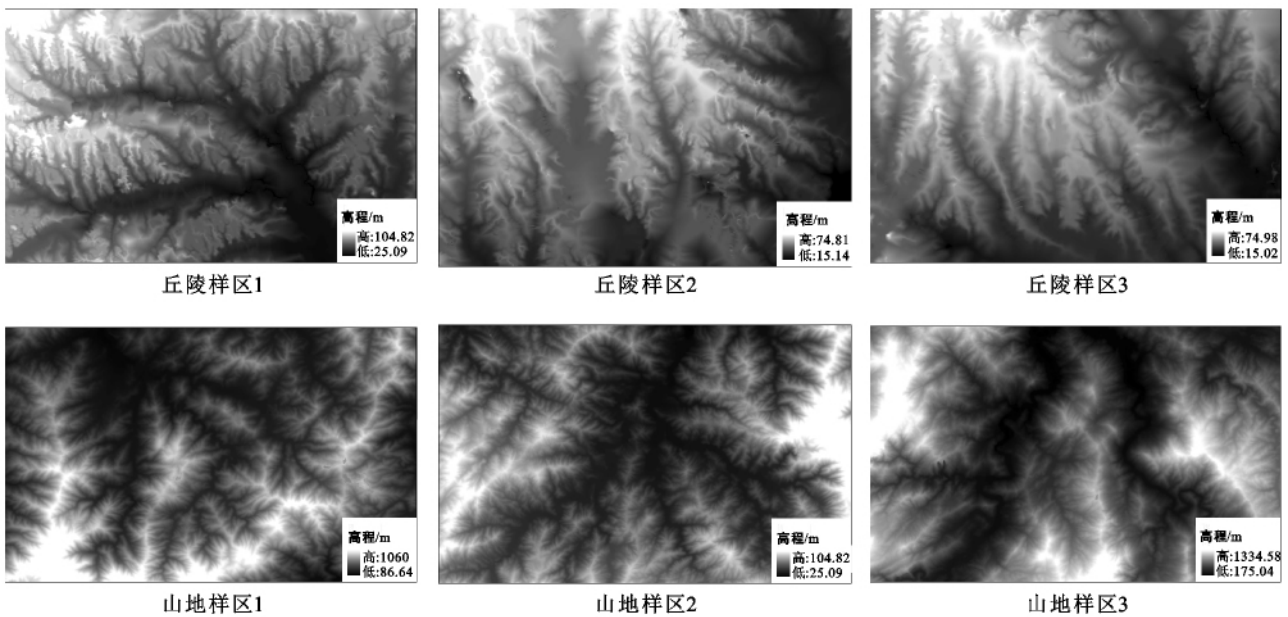 高程/m
高:104.82
低:25.09
丘陵样区1
高程/m
高:74.81
低:15.14
丘陵样区2
高程/m
高:74.98
低:15.02
丘陵样区3
高程/m
高:1060
低:86.64
山地样区1
高程/m
高:104.82
低:25.09
山地样区2
高程/m
高:1334.58
低:175.04
山地样区3